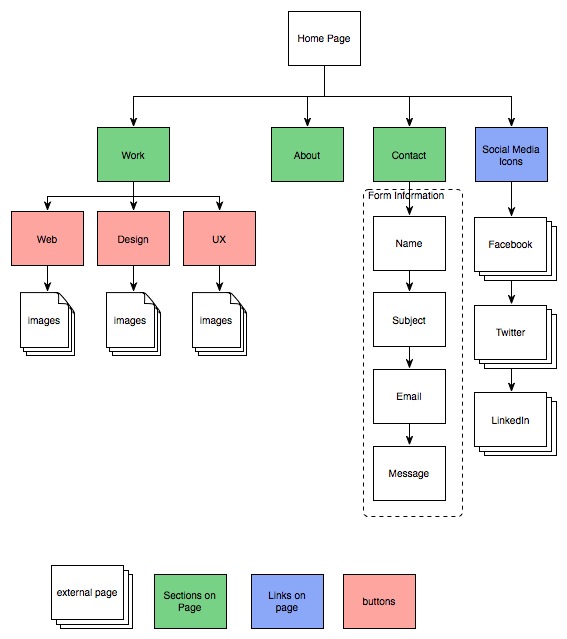 Home Page
Work
About
Contact
Social Media
Icons
Form Information
Web
Design
UX
Name
Facebook
images
images
images
Subject
Twitter
Email
LinkedIn
Message
external page
Sections on
Page
Links on
page
buttons